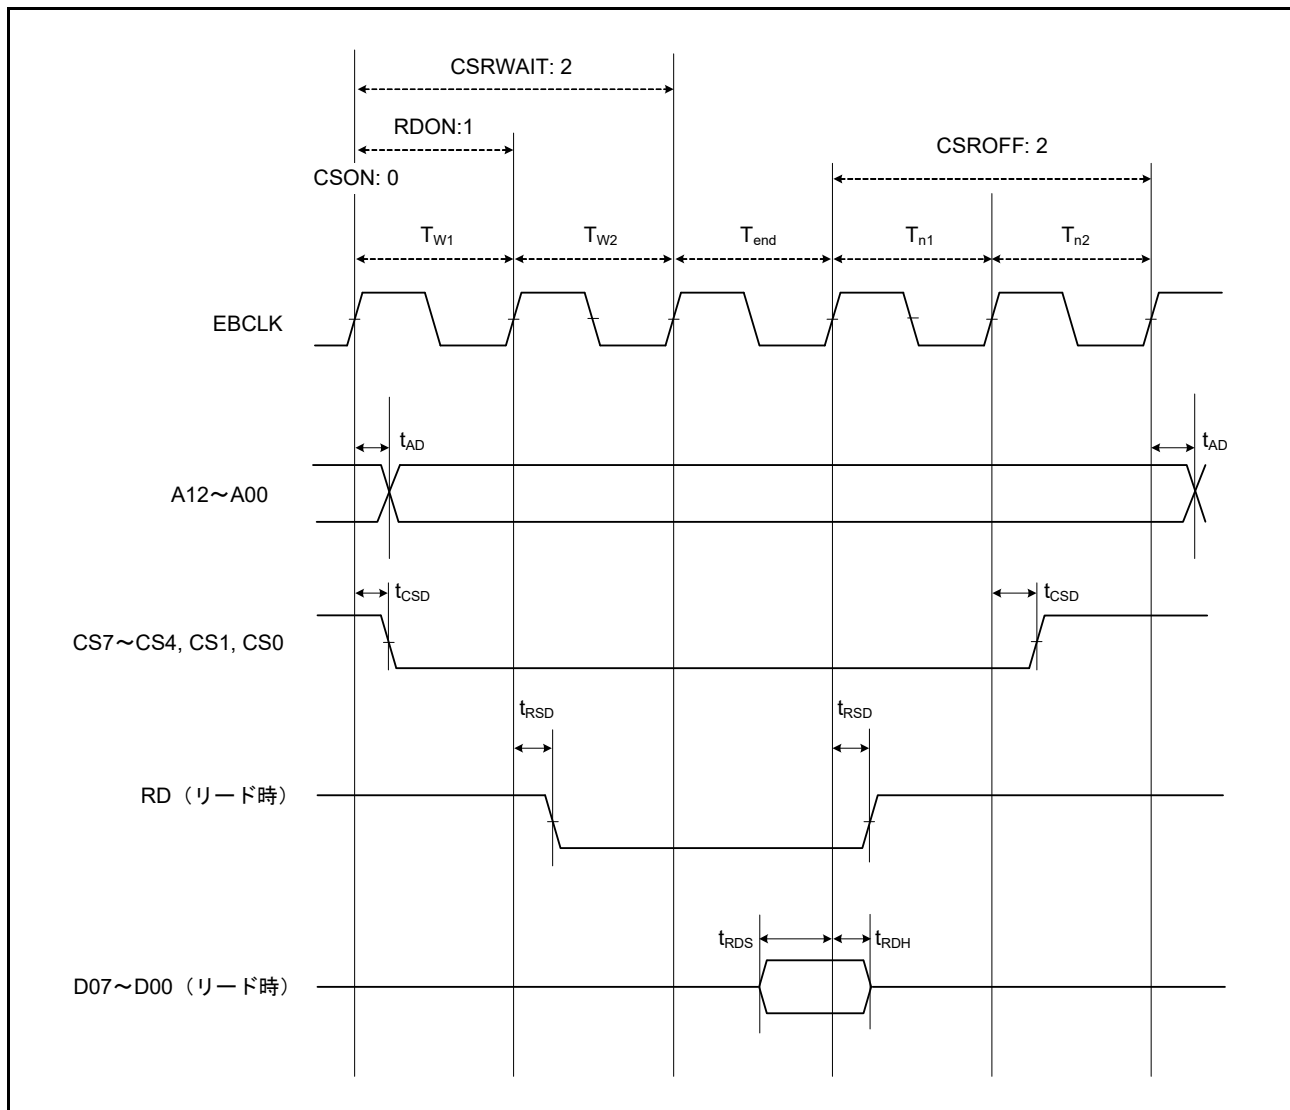 CSRWAIT: 2
RDON:1
CSROFF: 2
CSON: 0
TW1 TW2 Tend Tn1 Tn2
EBCLK
tAD tAD
A12～A00
tCSD tCSD
CS7～CS4, CS1, CS0
tRSD tRSD
RD（リード時）
tRDS tRDH
D07～D00（リード時）